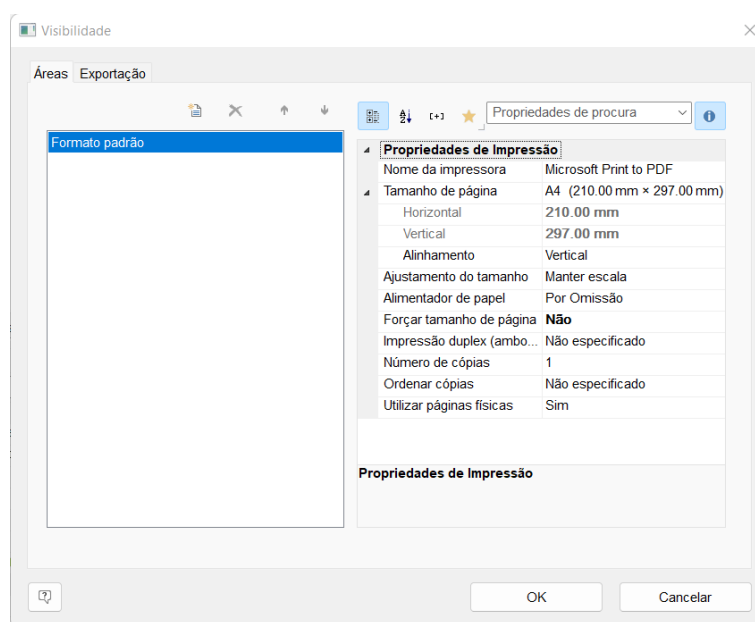 Visibilidade
Áreas Exportação
[+] Propriedades de procura
Formato padrão
Propriedades de Impressão
Nome da impressora Microsoft Print to PDF
Tamanho de página A4 (210.00 mm × 297.00 mm)
Horizontal 210.00 mm
Vertical 297.00 mm
Alinhamento Vertical
Ajustamento do tamanho Manter escala
Alimentador de papel Por Omissão
Forçar tamanho de página Não
Impressão duplex (ambo... Não especificado
Número de cópias 1
Ordenar cópias Não especificado
Utilizar páginas físicas Sim
Propriedades de Impressão
OK Cancelar